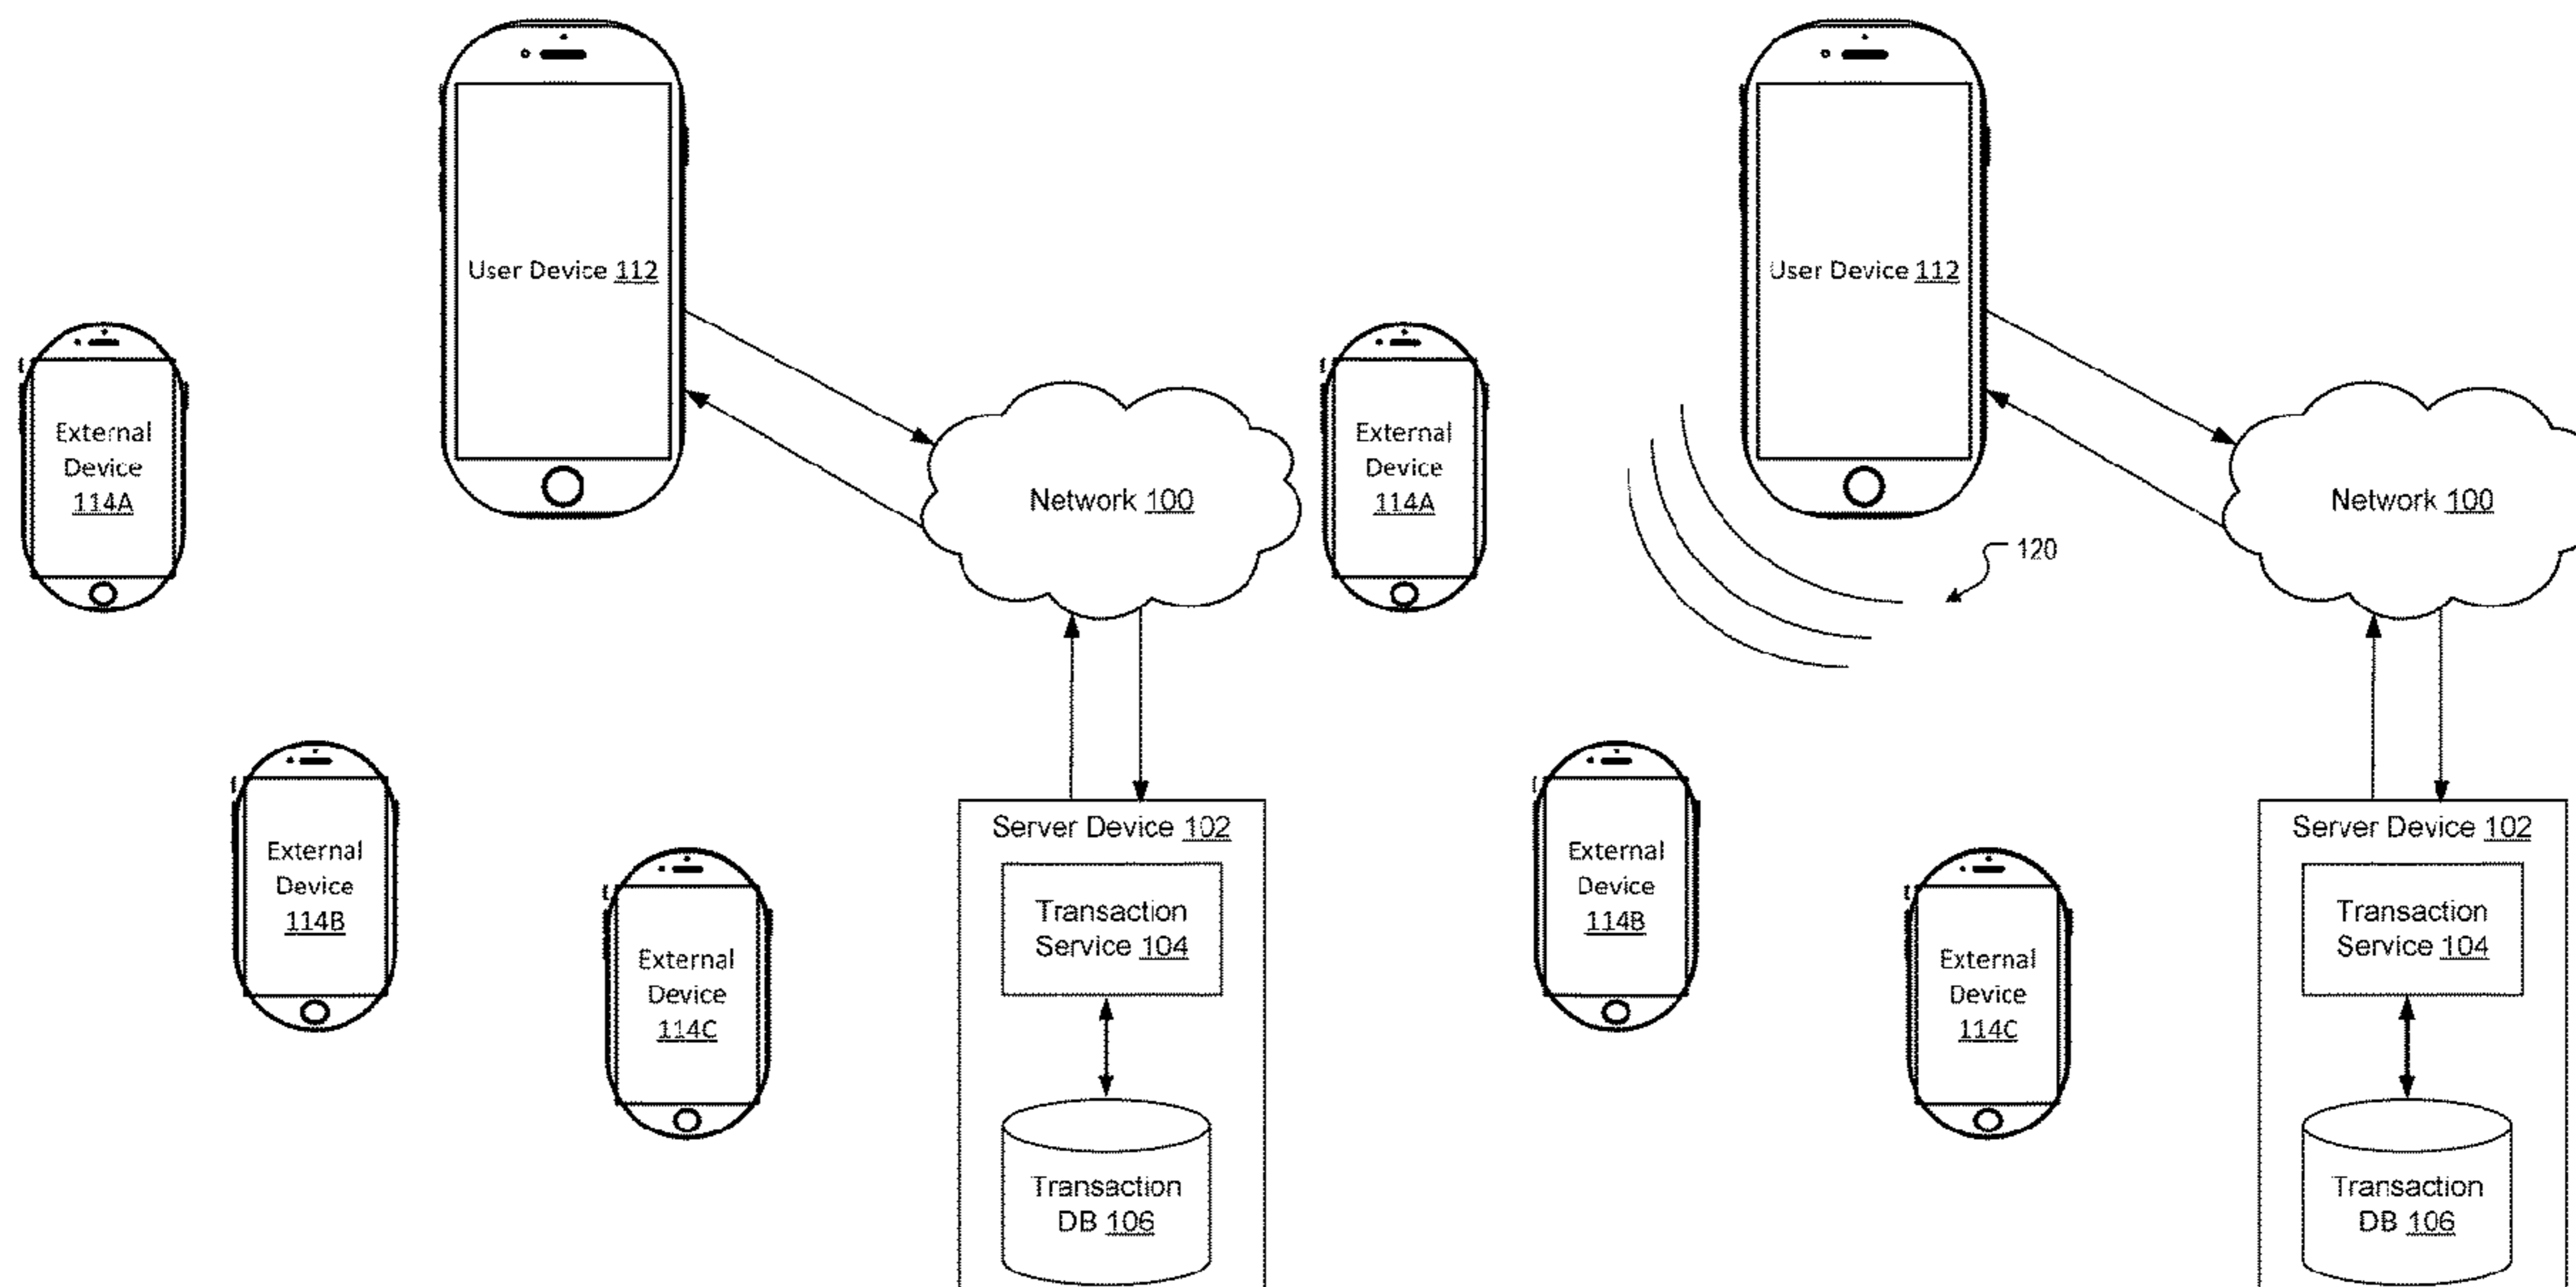 User Device 112
External
Device
114A
Network 100
External
Device
114B
External
Device
114C
Server Device 102
Transaction
Service 104
Transaction
DB 106
User Device 112
External
Device
114A
Network 100
120
External
Device
114B
External
Device
114C
Server Device 102
Transaction
Service 104
Transaction
DB 106